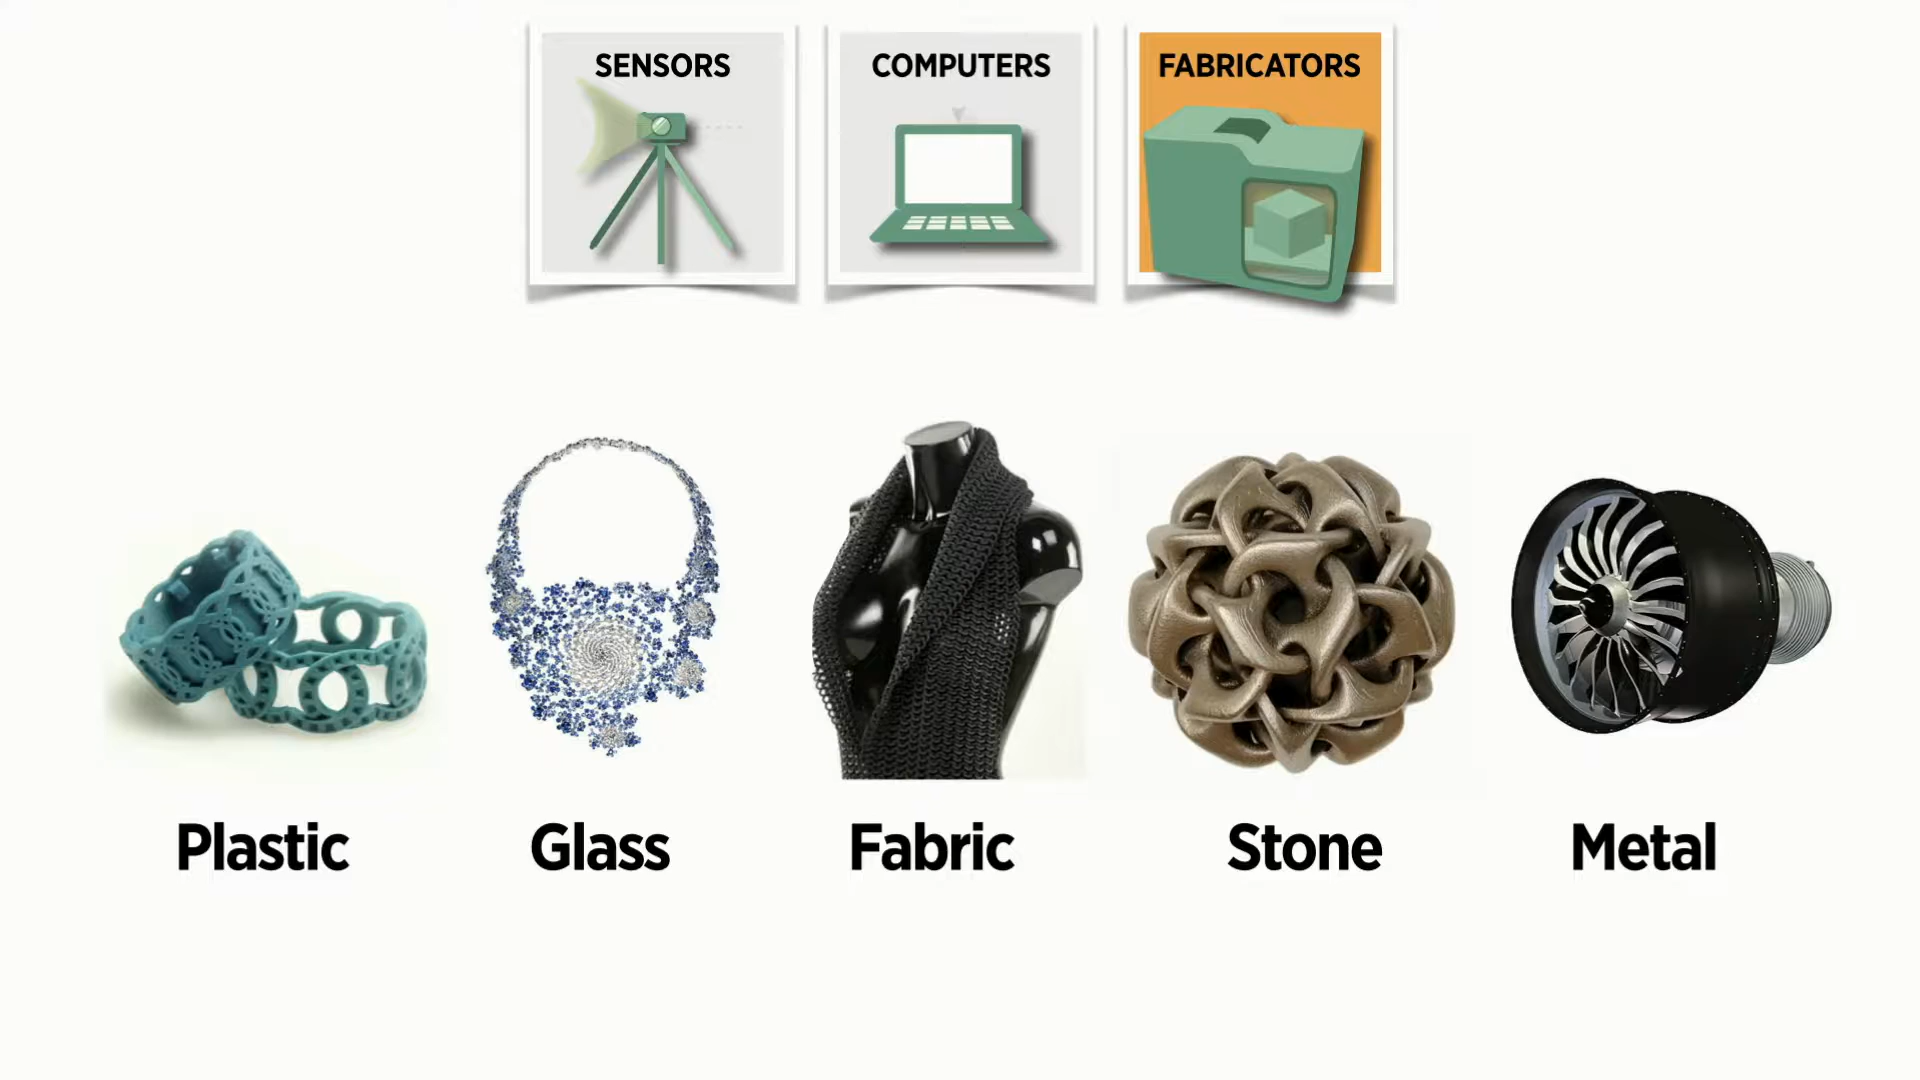 SENSORS
COMPUTERS
FABRICATORS
Plastic
Glass
Fabric
Stone
Metal